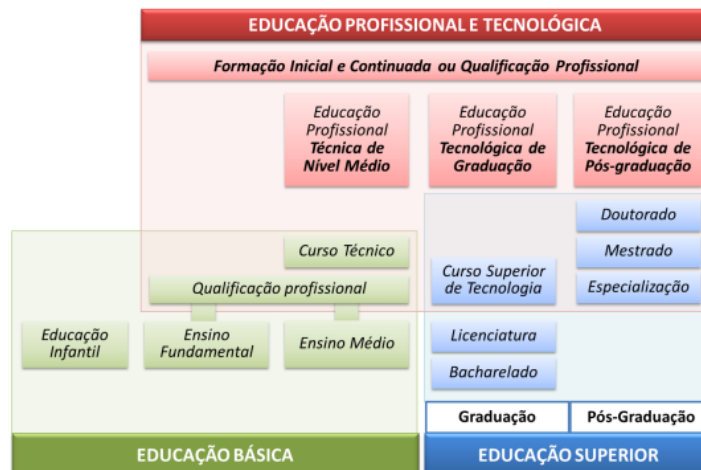 EDUCAÇÃO PROFISSIONAL E TECNOLÓGICA
Formação Inicial e Continuada ou Qualificação Profissional
Educação
Profissional
Técnica de
Nível Médio
Educação
Profissional
Tecnológica de
Graduação
Educação
Profissional
Tecnológica de
Pós-graduação
Doutorado
Curso Técnico
Mestrado
Qualificação profissional
Curso Superior
de Tecnologia
Especialização
Educação
Infantil
Ensino
Fundamental
Ensino Médio
Licenciatura
Bacharelado
Graduação
Pós-Graduação
EDUCAÇÃO BÁSICA
EDUCAÇÃO SUPERIOR